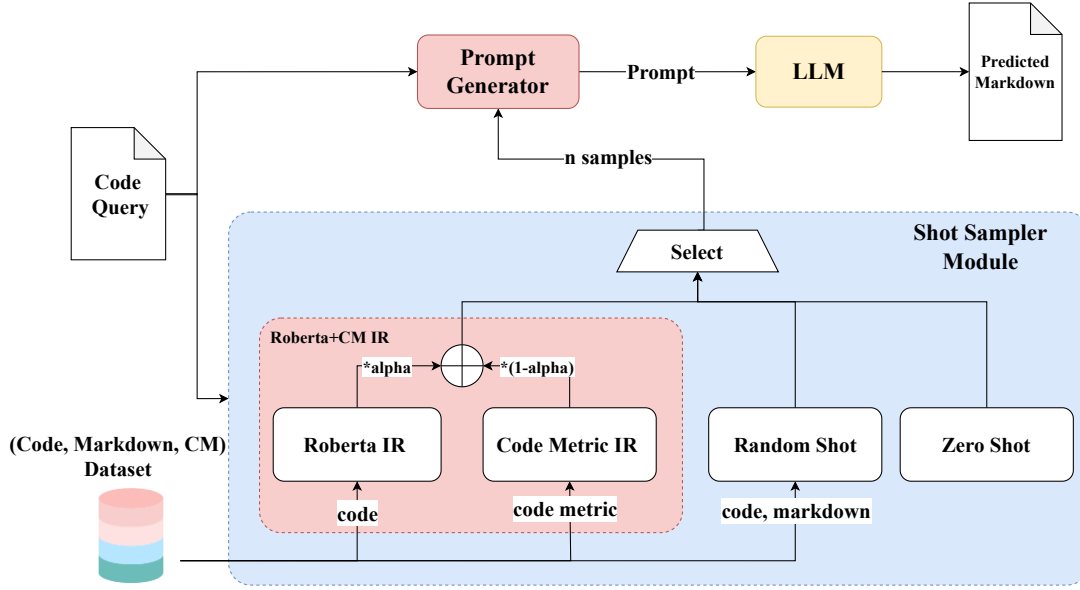 Prompt
Generator
Prompt
LLM
Predicted
Markdown
Code
Query
n samples
Shot Sampler
Module
Select
Roberta+CM IR
*alpha
*(1-alpha)
Roberta IR
Code Metric IR
Random Shot
Zero Shot
(Code, Markdown, CM)
Dataset
code
code metric
code, markdown